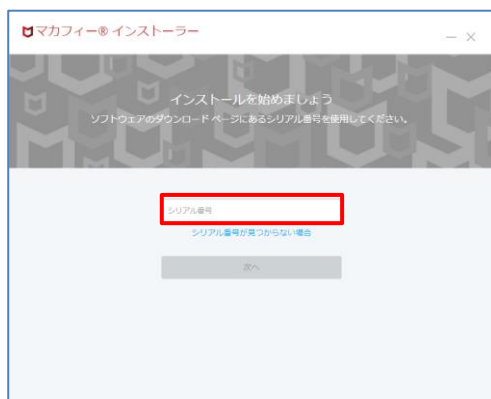 マカフィー® インストーラー
インストールを始めましょう
ソフトウェアのダウンロード ページにあるシリアル番号を使用してください。
シリアル番号
シリアル番号が見つからない場合
次へ